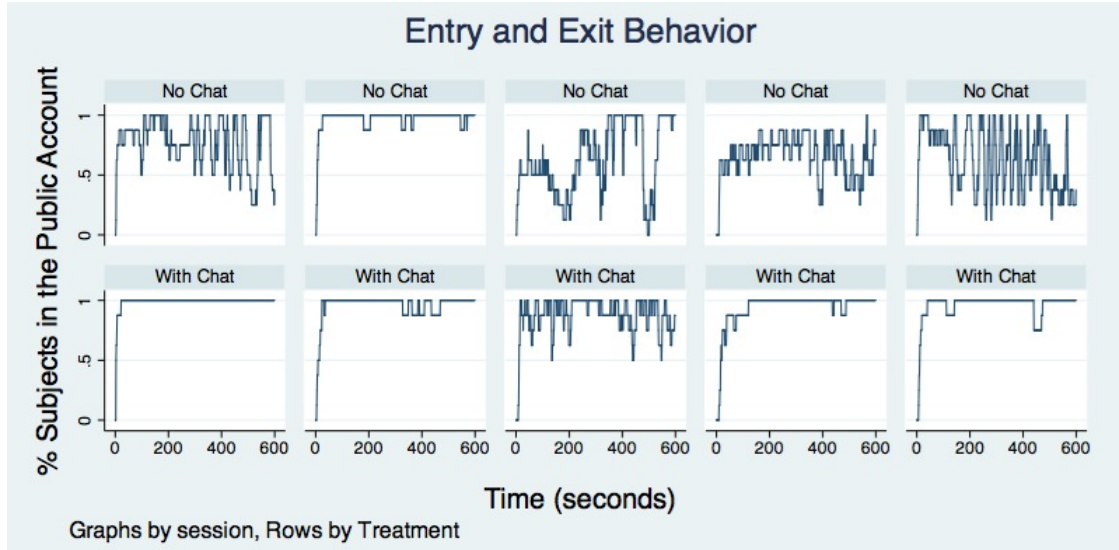 Entry and Exit Behavior
% Subjects in the Public Account
No Chat No Chat No Chat No Chat No Chat
1
.5
0
With Chat With Chat With Chat With Chat With Chat
1
.5
0
0 200 400 600 0 200 400 600 0 200 400 600 0 200 400 600 0 200 400 600
Time (seconds)
Graphs by session, Rows by Treatment